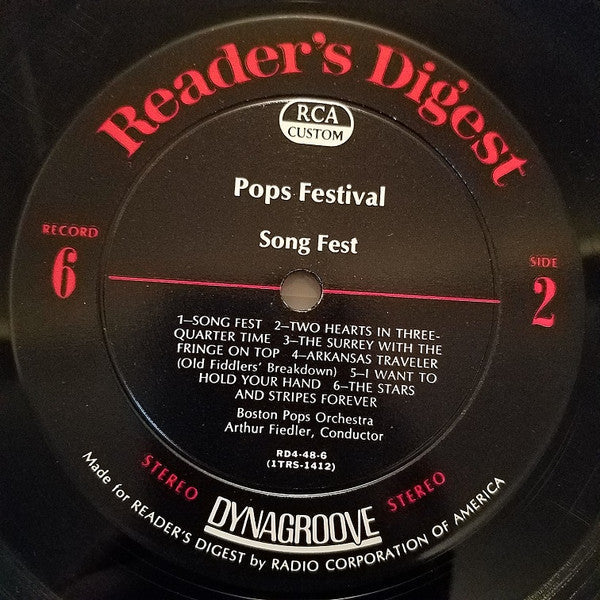 Reader's Digest
RCA
CUSTOM
Pops Festival
Song Fest
RECORD
6
SIDE
2
1–SONG FEST 2–TWO HEARTS IN THREE-
QUARTER TIME 3–THE SURREY WITH THE
FRINGE ON TOP 4–ARKANSAS TRAVELER
(Old Fiddlers' Breakdown) 5–I WANT TO
HOLD YOUR HAND 6–THE STARS
AND STRIPES FOREVER
Boston Pops Orchestra
Arthur Fiedler, Conductor
RD4-48-6
(1TRS-1412)
STEREO
DYNAGROOVE
STEREO
Made for READER'S DIGEST by RADIO CORPORATION OF AMERICA